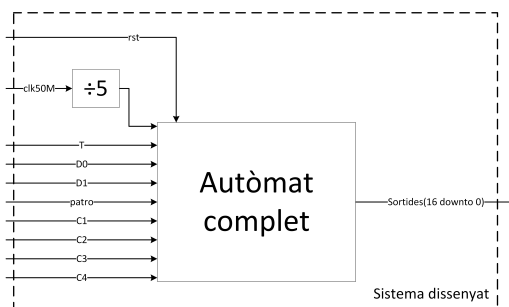 rst
clk50M
÷5
T
D0
D1
patro
C1
C2
C3
C4
Autòmat
complet
Sortides(16 downto 0)
Sistema dissenyat